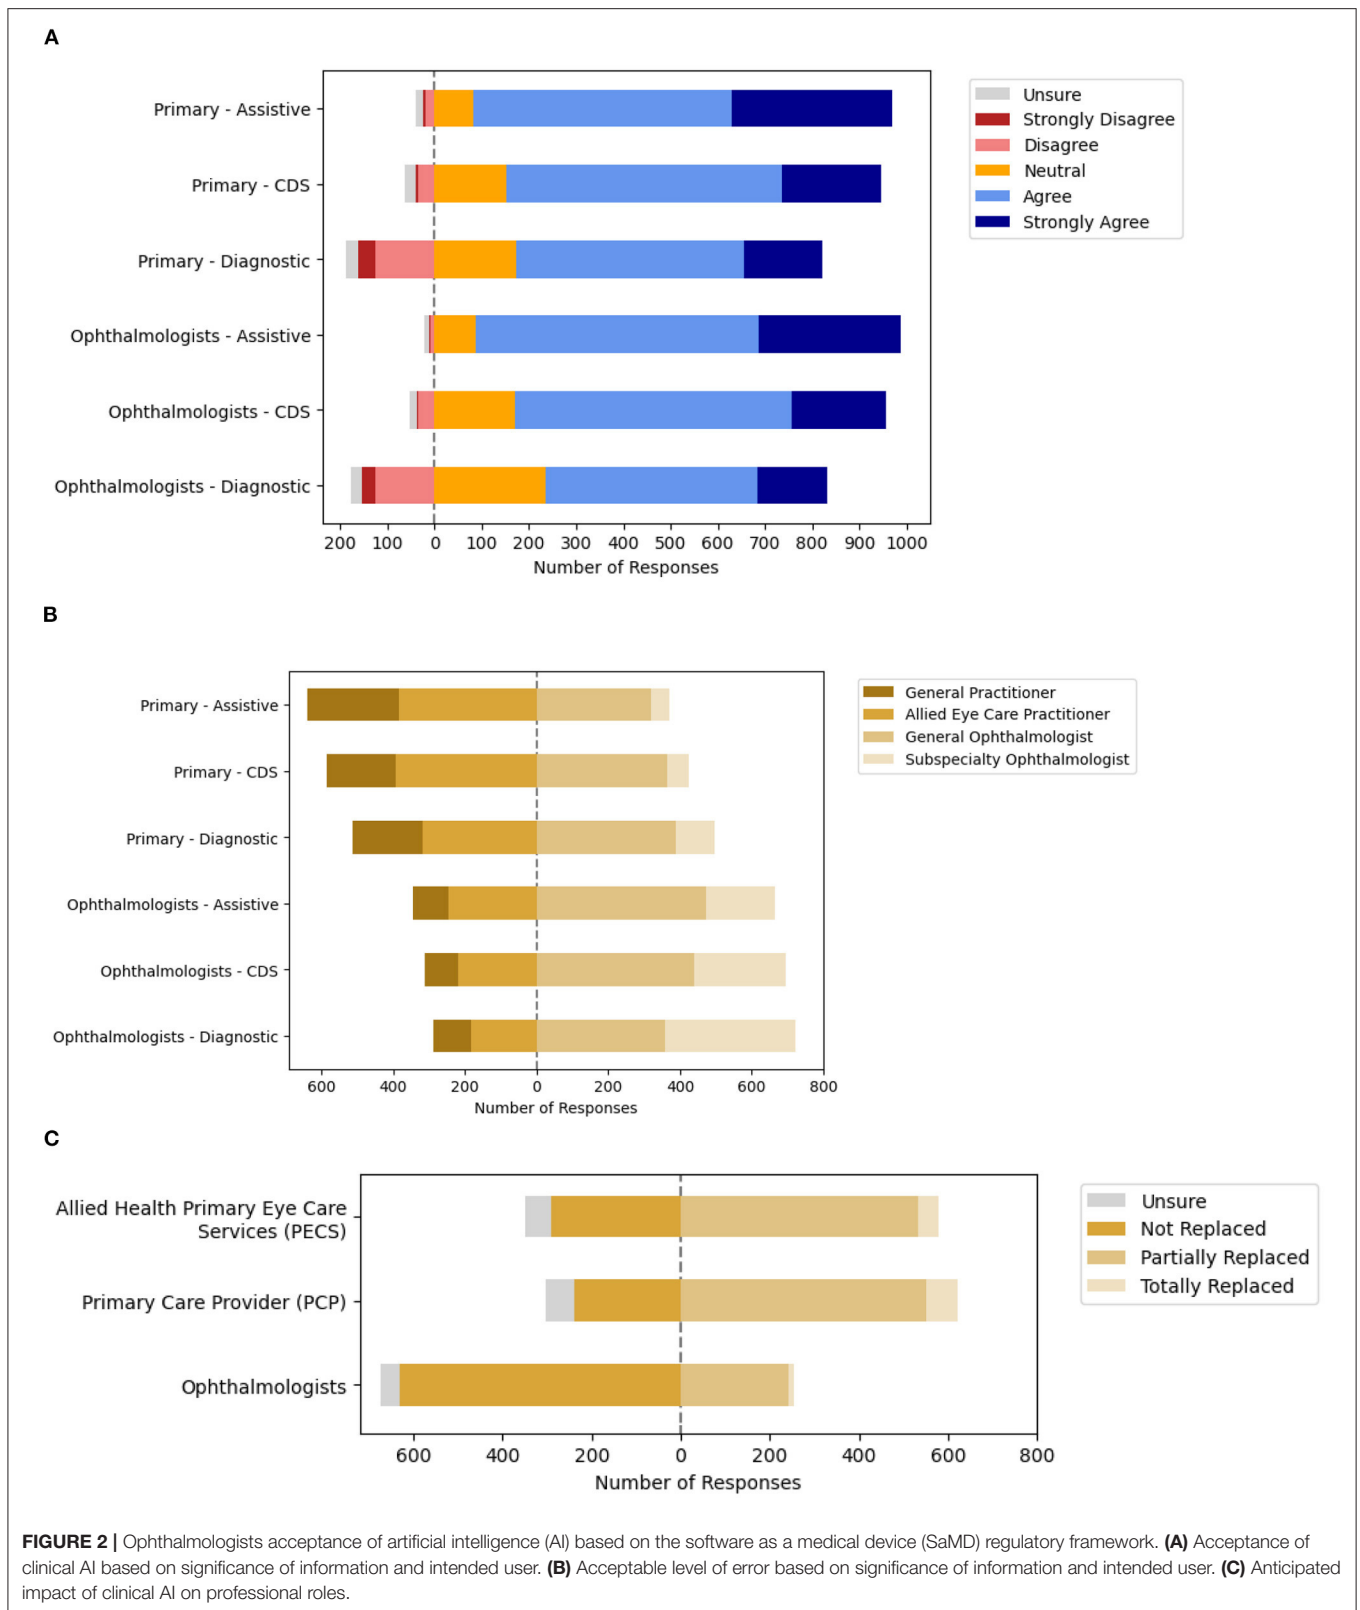 A
Primary - Assistive
Primary - CDS
Primary - Diagnostic
Ophthalmologists - Assistive
Ophthalmologists - CDS
Ophthalmologists - Diagnostic
200 100 0 100 200 300 400 500 600 700 800 900 1000
Number of Responses
Unsure
Strongly Disagree
Disagree
Neutral
Agree
Strongly Agree
B
Primary - Assistive
Primary - CDS
Primary - Diagnostic
Ophthalmologists - Assistive
Ophthalmologists - CDS
Ophthalmologists - Diagnostic
600 400 200 0 200 400 600 800
Number of Responses
General Practitioner
Allied Eye Care Practitioner
General Ophthalmologist
Subspecialty Ophthalmologist
C
Allied Health Primary Eye Care
Services (PECS)
Primary Care Provider (PCP)
Ophthalmologists
600 400 200 0 200 400 600 800
Number of Responses
Unsure
Not Replaced
Partially Replaced
Totally Replaced
FIGURE 2 | Ophthalmologists acceptance of artificial intelligence (AI) based on the software as a medical device (SaMD) regulatory framework. (A) Acceptance of
clinical AI based on significance of information and intended user. (B) Acceptable level of error based on significance of information and intended user. (C) Anticipated
impact of clinical AI on professional roles.